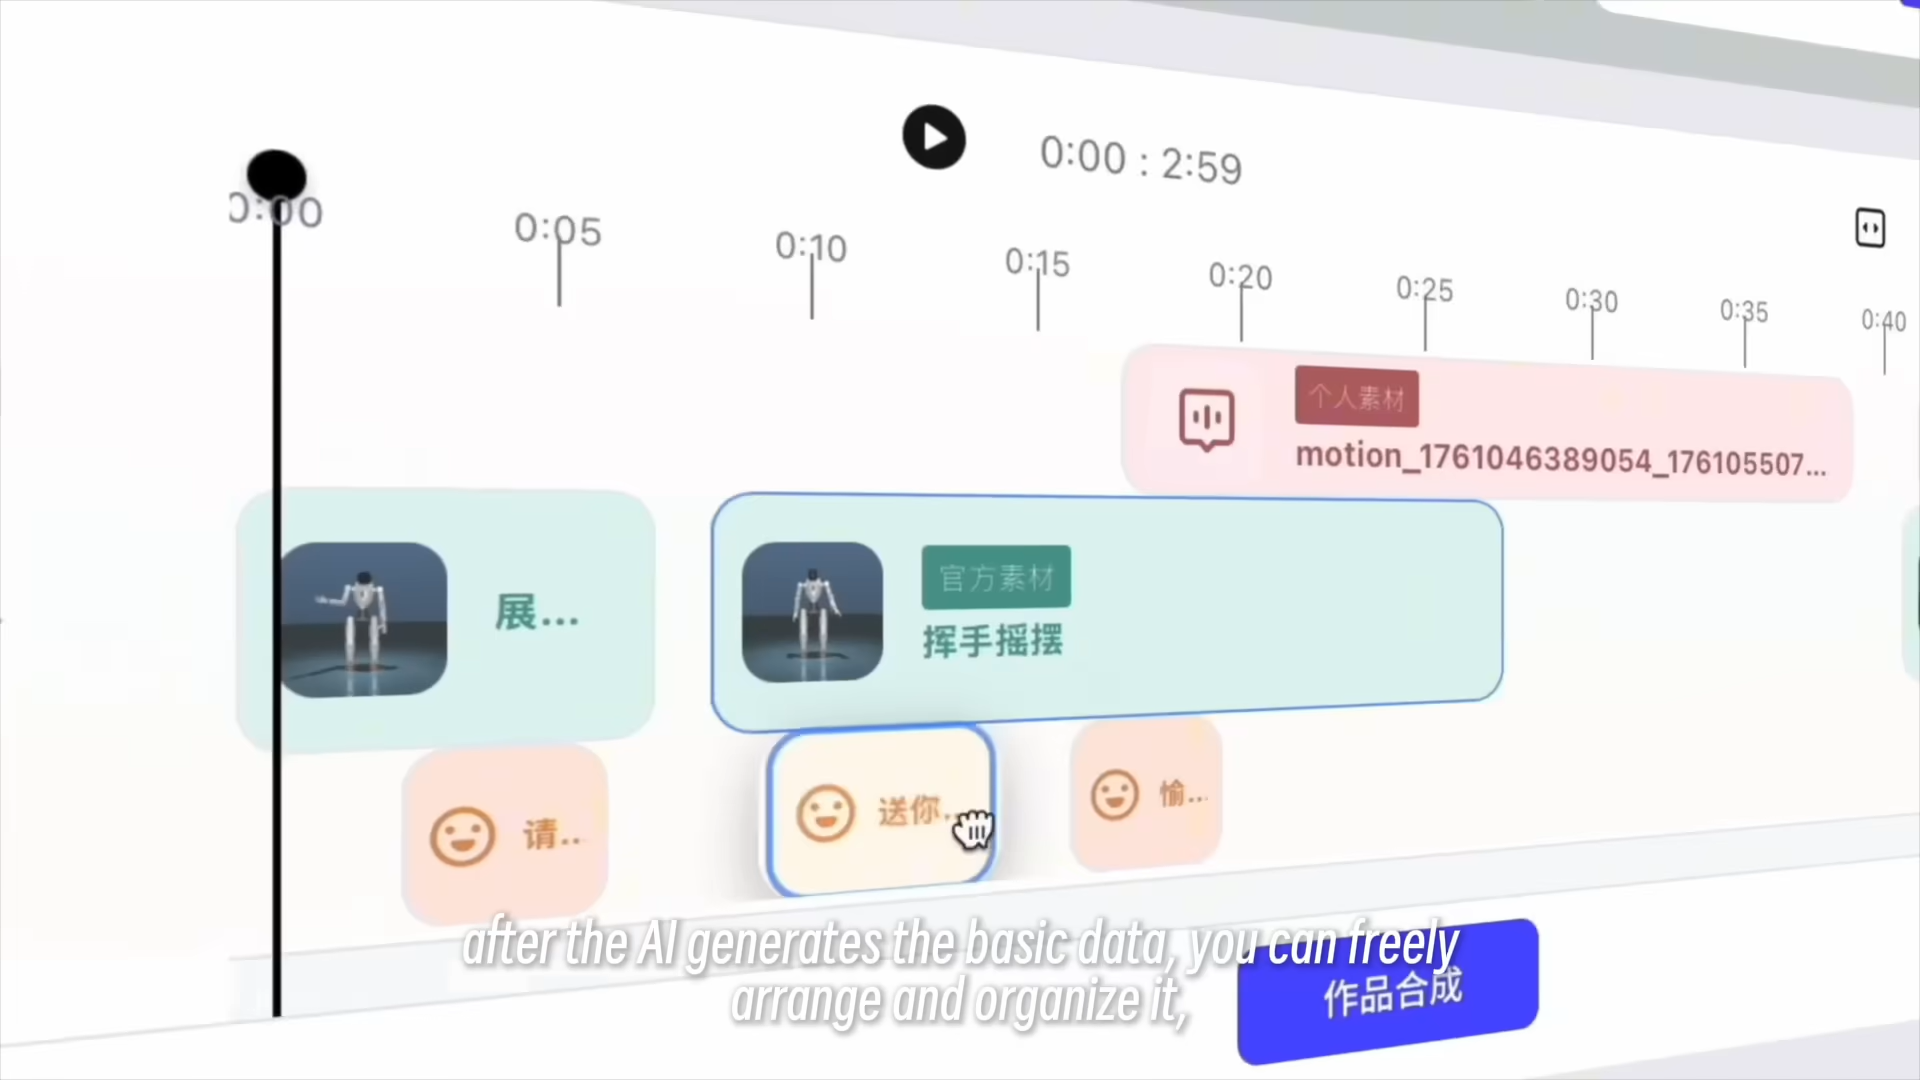 0:00 : 2:59
0:00
0:05
0:10
0:15
0:20
0:25
0:30
0:35
0:40
个人素材
motion_1761046389054_176105507...
展...
官方素材
挥手摇摆
请...
送你...
愉...
after the AI generates the basic data, you can freely
arrange and organize it,
作品合成